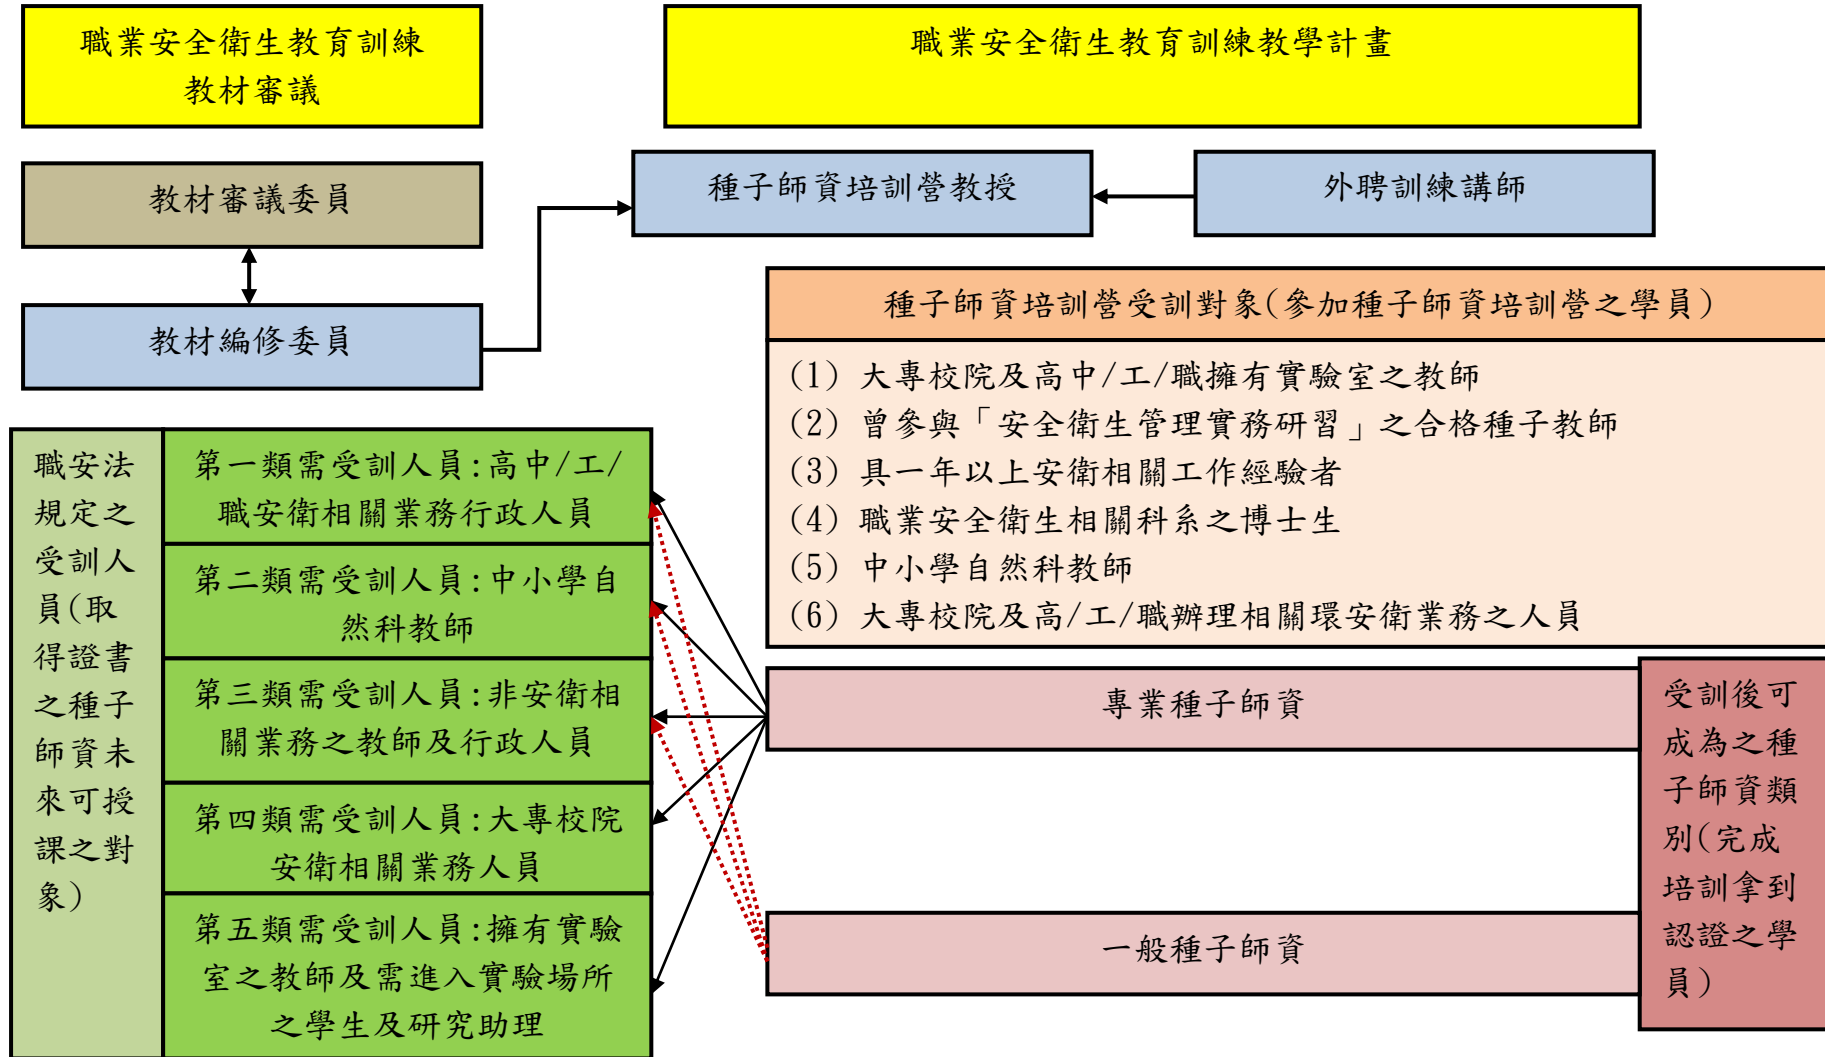 職業安全衛生教育訓練
教材審議
職業安全衛生教育訓練教學計畫
教材審議委員
種子師資培訓營教授
外聘訓練講師
教材編修委員
種子師資培訓營受訓對象(參加種子師資培訓營之學員)
(1) 大專校院及高中/工/職擁有實驗室之教師
(2) 曾參與「安全衛生管理實務研習」之合格種子教師
(3) 具一年以上安衛相關工作經驗者
(4) 職業安全衛生相關科系之博士生
(5) 中小學自然科教師
(6) 大專校院及高/工/職辦理相關環安衛業務之人員
職安法
規定之
受訓人
員(取
得證書
之種子
師資未
來可授
課之對
象)
第一類需受訓人員:高中/工/
職安衛相關業務行政人員
第二類需受訓人員:中小學自
然科教師
第三類需受訓人員:非安衛相
關業務之教師及行政人員
第四類需受訓人員:大專校院
安衛相關業務人員
第五類需受訓人員:擁有實驗
室之教師及需進入實驗場所
之學生及研究助理
專業種子師資
一般種子師資
受訓後可
成為之種
子師資類
別(完成
培訓拿到
認證之學
員)